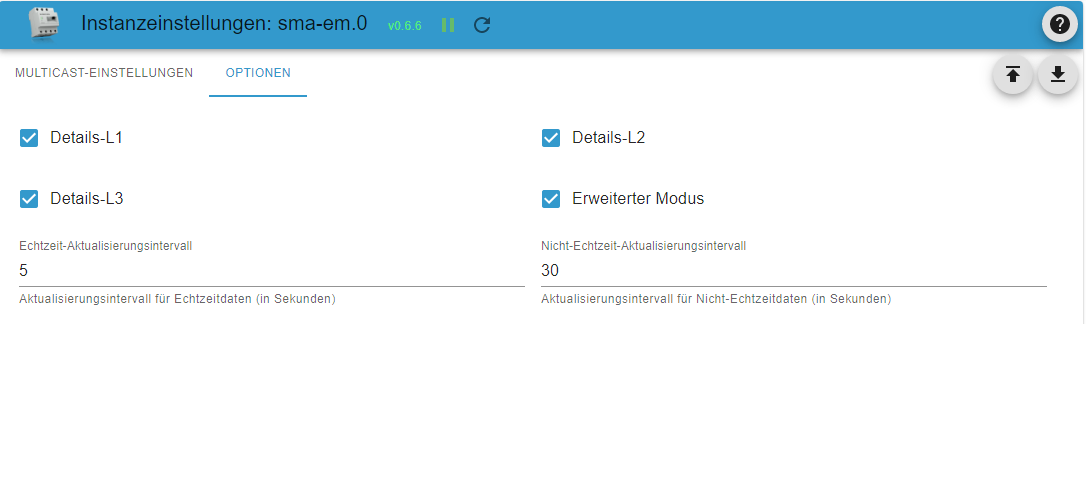 Instanzeinstellungen: sma-em.0 v0.6.6
MULTICAST-EINSTELLUNGEN OPTIONEN
Details-L1 Details-L2
Details-L3 Erweiterter Modus
Echtzeit-Aktualisierungsintervall Nicht-Echtzeit-Aktualisierungsintervall
5 30
Aktualisierungsintervall für Echtzeitdaten (in Sekunden) Aktualisierungsintervall für Nicht-Echtzeitdaten (in Sekunden)